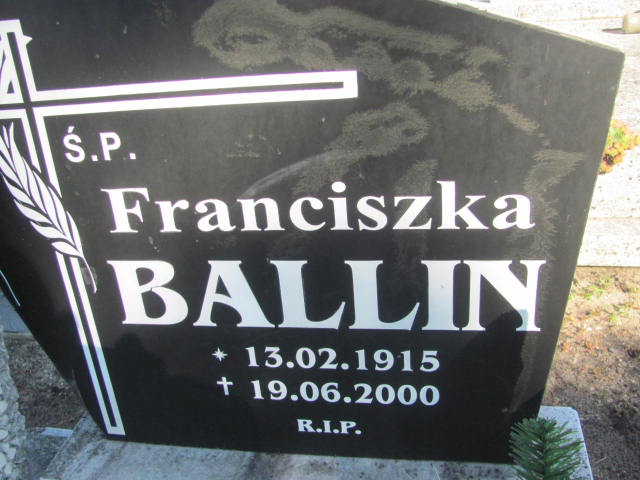 Ś.P.
Franciszka
BALLIN
* 13.02.1915
† 19.06.2000
R.I.P.